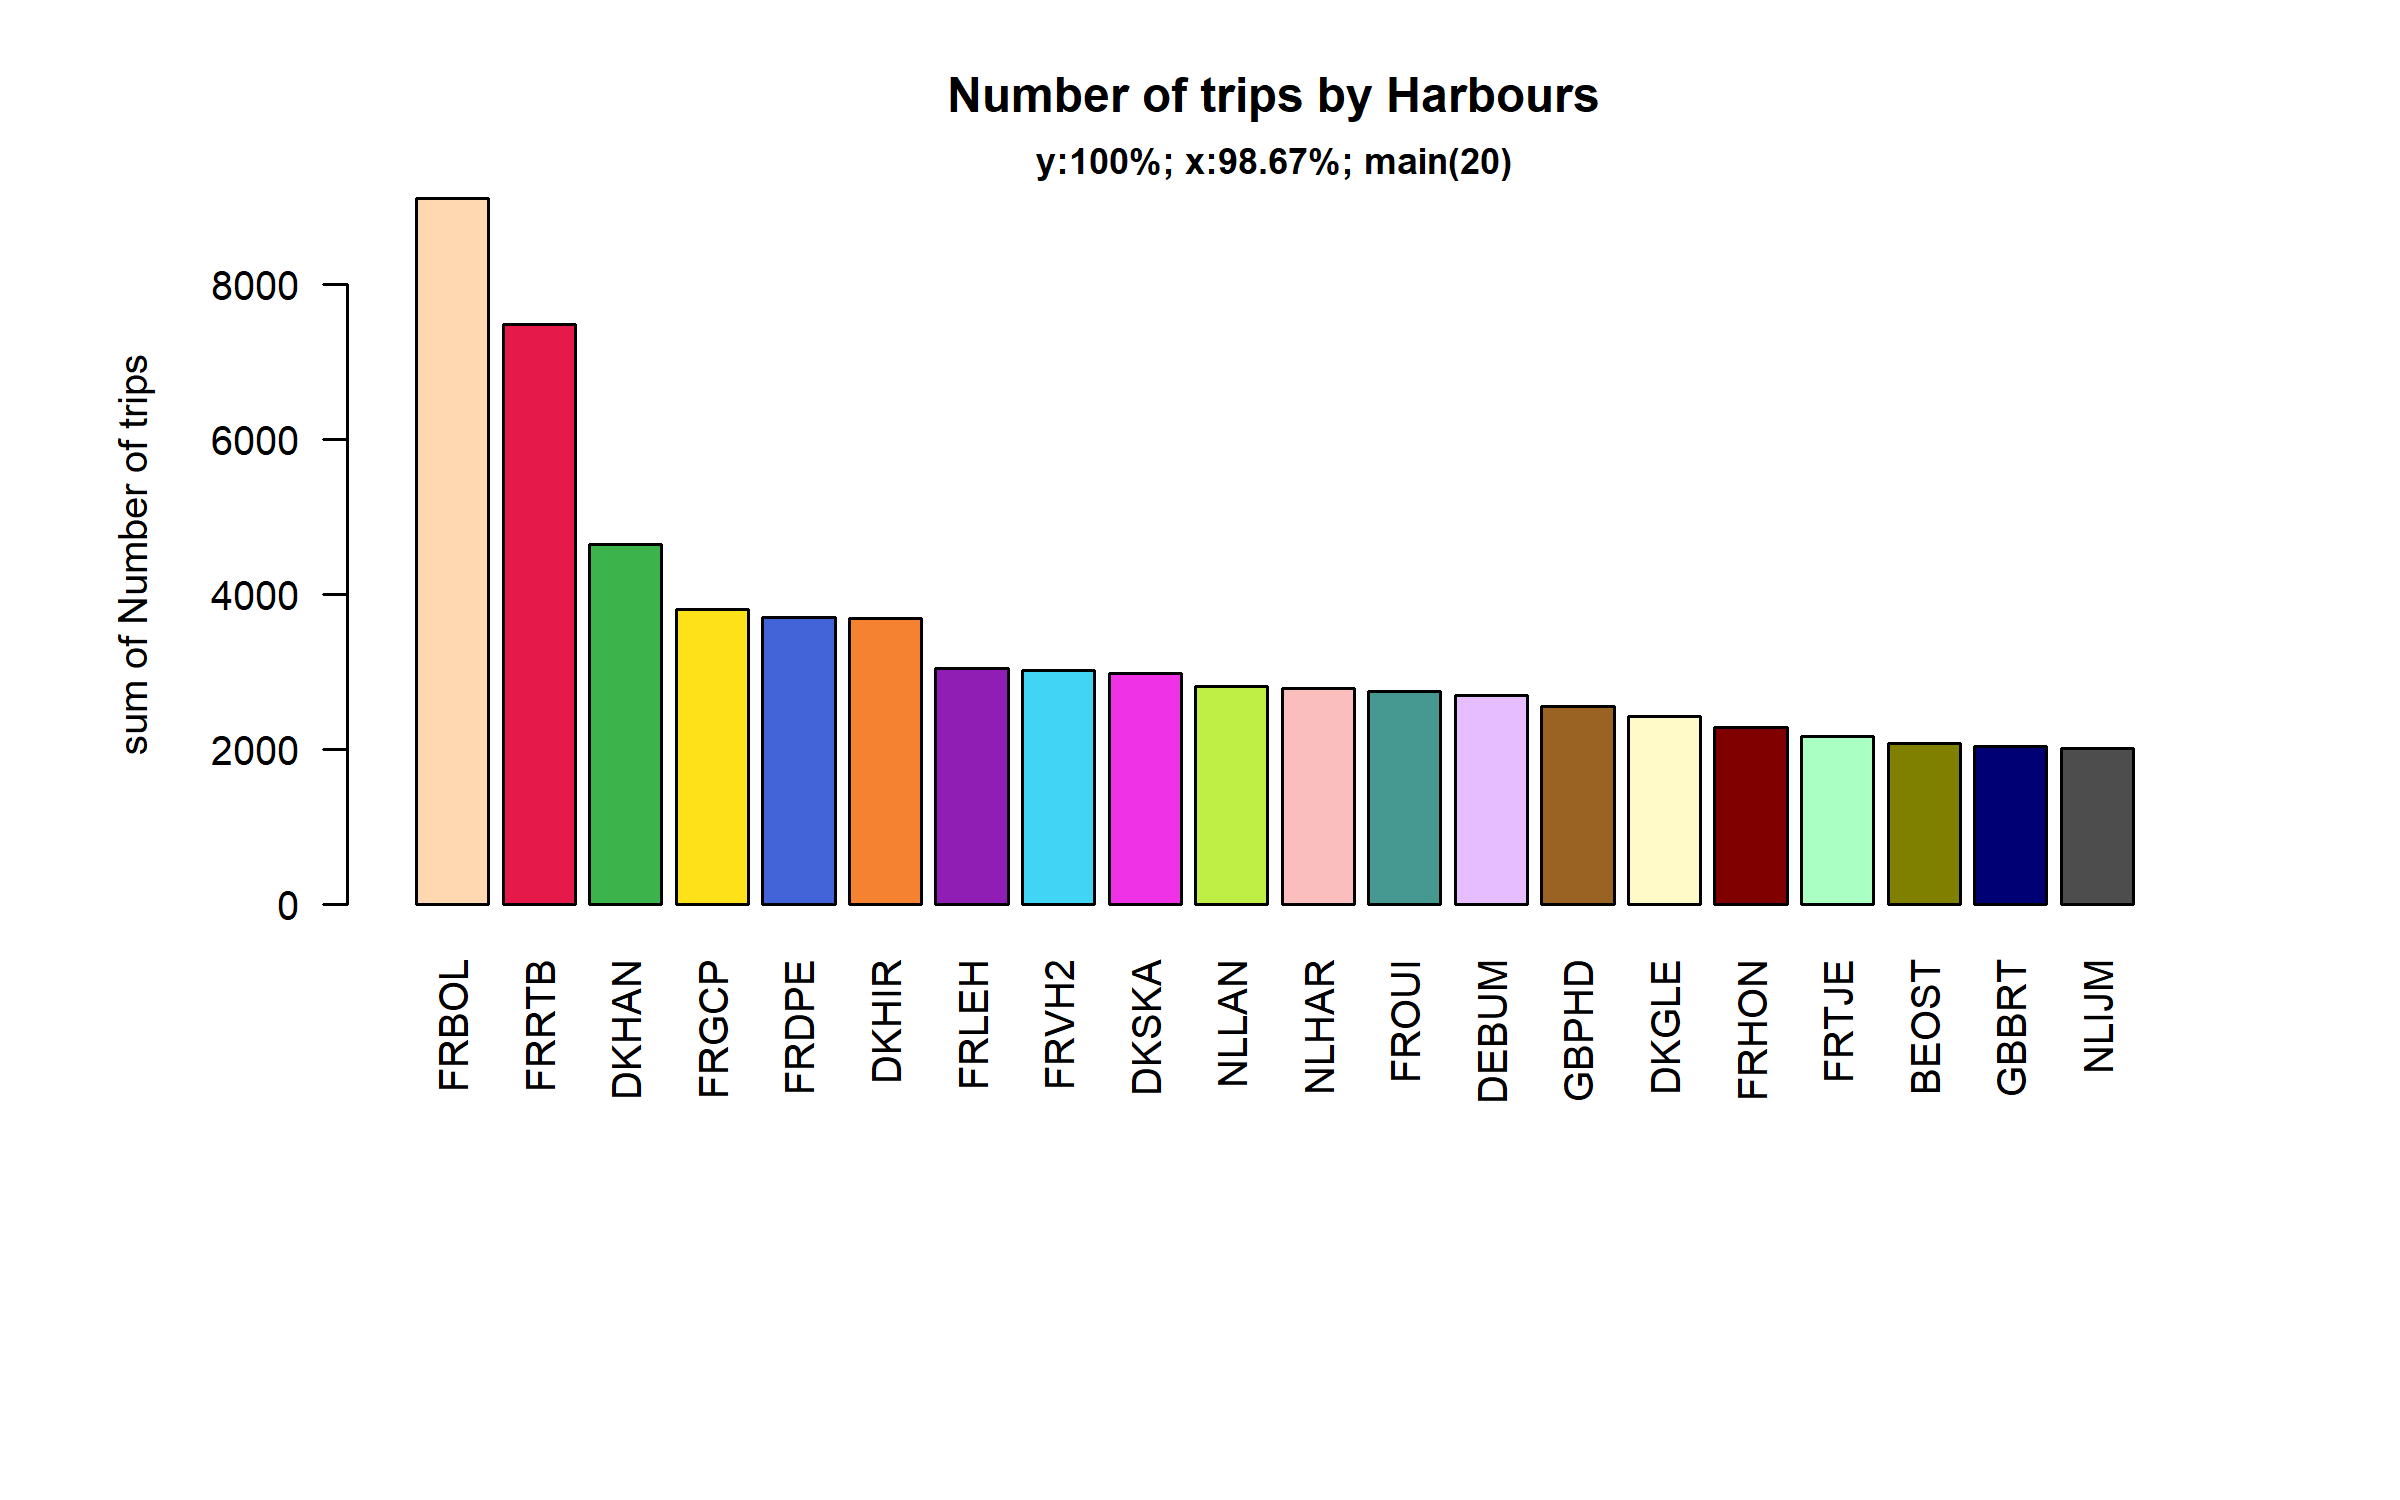 Number of trips by Harbours
y:100%; x:98.67%; main(20)
sum of Number of trips
8000
6000
4000
2000
0
FRBOL
FRRTB
DKHAN
FRGCP
FRDPE
DKHIR
FRLEH
FRVH2
DKSKA
NLLAN
NLHAR
FROUI
DEBUM
GBPHD
DKGLE
FRHON
FRTJE
BEOST
GBBRT
NLIJM